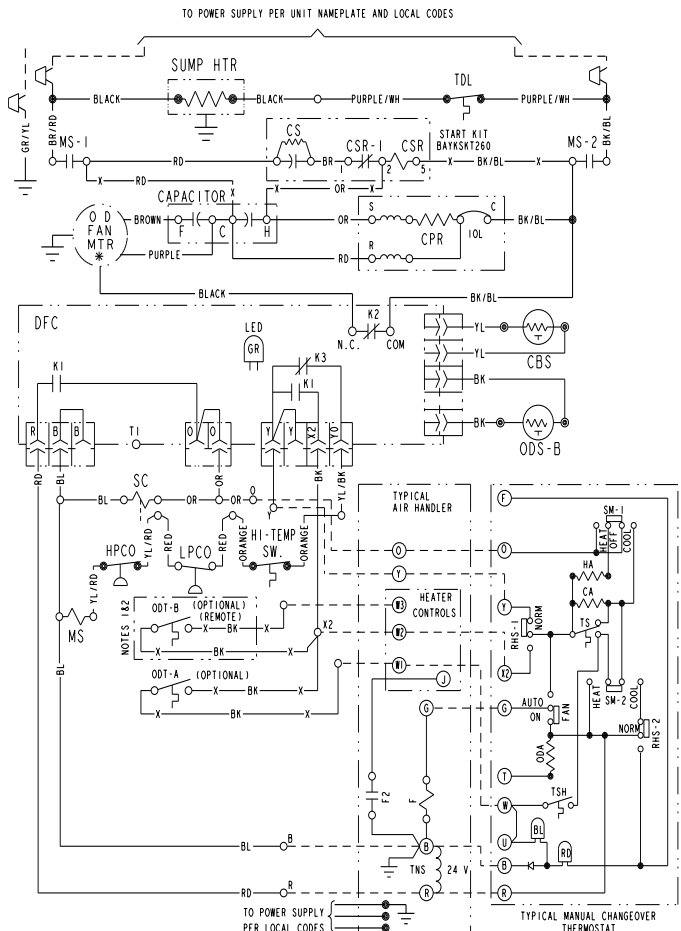 TO POWER SUPPLY PER UNIT NAMEPLATE AND LOCAL CODES
SUMP HTR
TDL
BLACK
BLACK
PURPLE/WH
PURPLE/WH
GR/YL
BR/RD
BK/BL
MS-1
CS
CSR-1
CSR
START KIT
BAYKSKT260
MS-2
RD
BR
1
2
5
X
BK/BL
X
X
RD
X
X
OR
X
CAPACITOR
O D
FAN
MTR
*
BROWN
F
C
H
OR
S
C
CPR
IOL
BK/BL
PURPLE
RD
R
BLACK
BK/BL
DFC
LED
GR
K2
N.C.
COM
YL
YL
CBS
BK
BK
ODS-B
K1
K3
K1
R
B
B
T1
O
O
Y
Y
X2
YO
RD
BL
OR
BK
YL/BK
SC
BL
OR
OR
O
Y
HPCO
YL/RD
RED
LPCO
RED
ORANGE
HI-TEMP
SW.
ORANGE
YL/RD
MS
BL
NOTES 1&2
ODT-B
(OPTIONAL)
(REMOTE)
X
BK
X
X
BK
X
X2
ODT-A
(OPTIONAL)
X
BK
X
X
BK
X
TYPICAL
AIR HANDLER
O
Y
HEATER
CONTROLS
W3
W2
W1
J
G
F2
F
B
TNS
24 V
R
BL
B
RD
R
TO POWER SUPPLY
PER LOCAL CODES
F
SM-1
HEAT
OFF
COOL
O
HA
CA
Y
RHS-1
NORM
TS
X2
HEAT
SM-2
COOL
G
AUTO
ON
FAN
NORM
RHS-2
ODA
T
TSH
W
BL
U
RD
B
R
TYPICAL MANUAL CHANGEOVER
THERMOSTAT